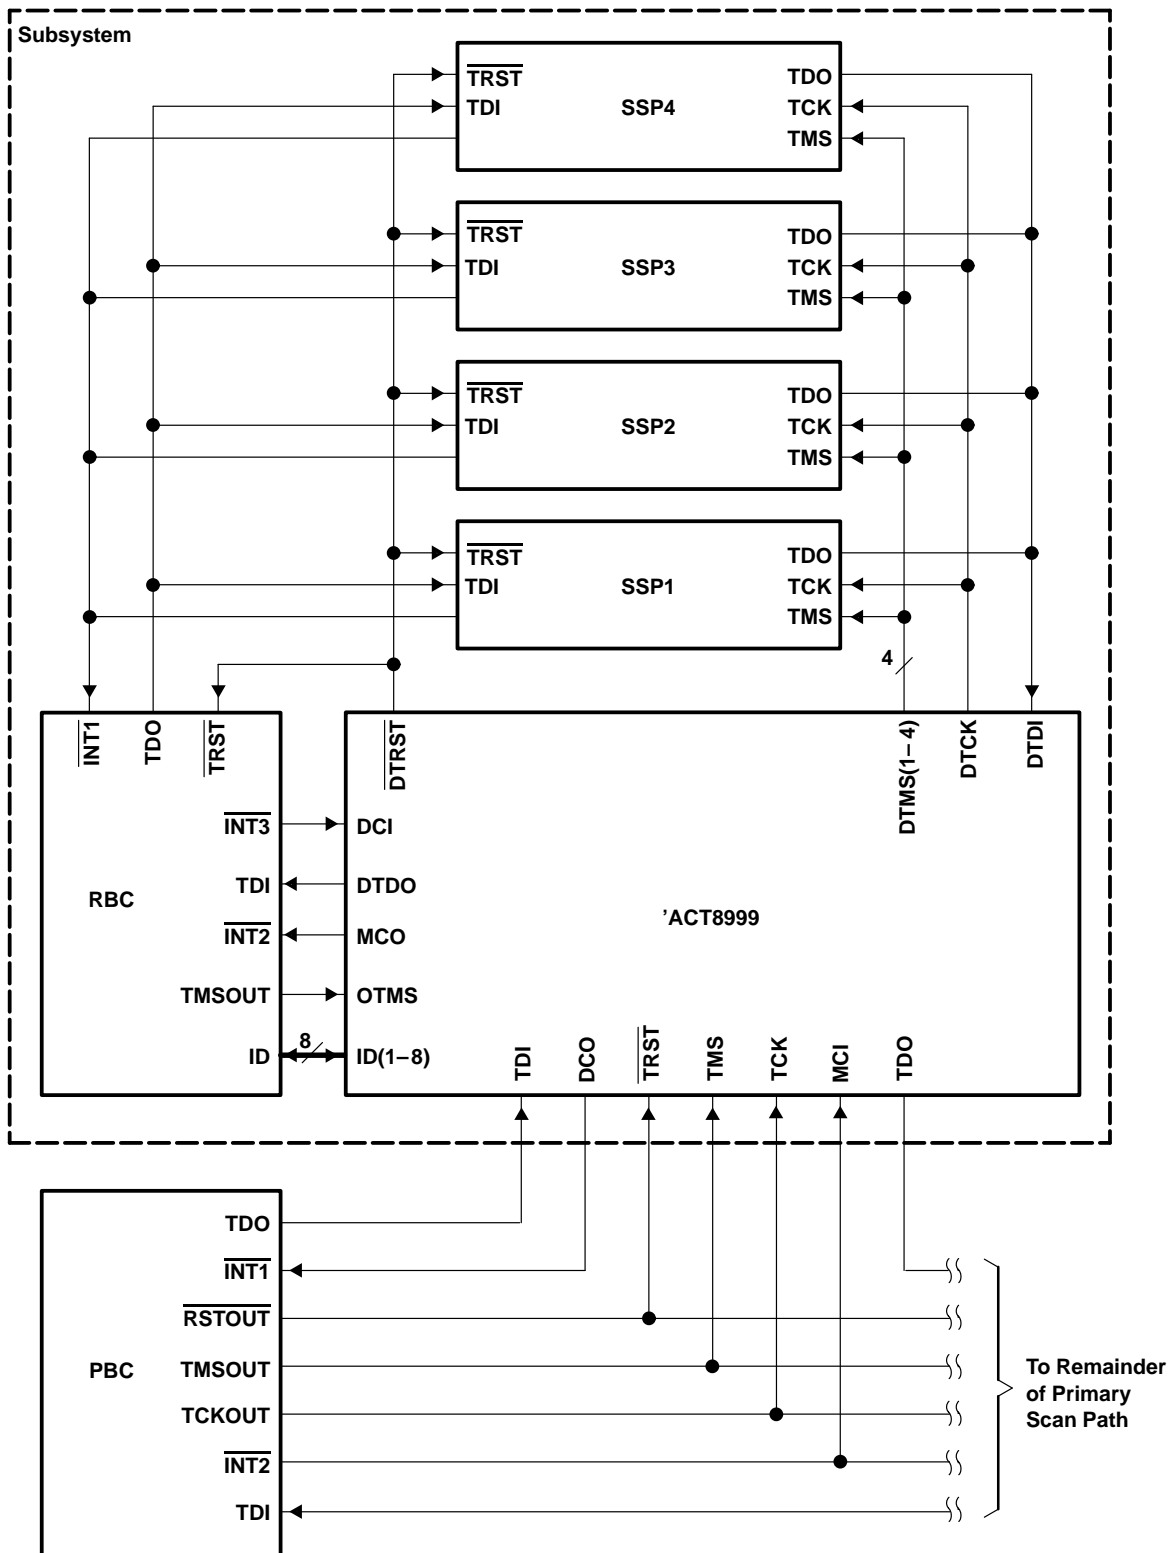 Subsystem
TRST
TDI
SSP4
TDO
TCK
TMS
TRST
TDI
SSP3
TDO
TCK
TMS
TRST
TDI
SSP2
TDO
TCK
TMS
TRST
TDI
SSP1
TDO
TCK
TMS
4
INT1
TDO
TRST
DTRST
DTMS(1–4)
DTCK
DTDI
INT3
DCI
TDI
DTDO
RBC
'ACT8999
INT2
MCO
TMSOUT
OTMS
ID
8
ID(1–8)
TDI
DCO
TRST
TMS
TCK
MCI
TDO
TDO
INT1
RSTOUT
PBC
TMSOUT
TCKOUT
INT2
TDI
To Remainder
of Primary
Scan Path